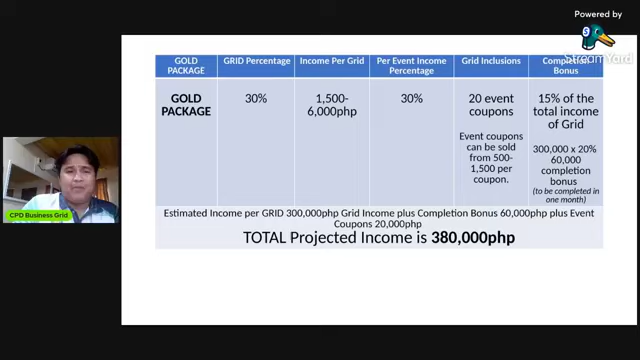 Powered by
StreamYard
GOLD
PACKAGE
GRID Percentage
Income Per Grid
Per Event Income
Percentage
Grid Inclusions
Completion
Bonus
GOLD
PACKAGE
30%
1,500-
6,000php
30%
20 event
coupons
Event coupons
can be sold
from 500-
1,500 per
coupon.
15% of the
total income
of Grid
300,000 x 20%
60,000
completion
bonus
(to be completed in
one month)
Estimated Income per GRID 300,000php Grid Income plus Completion Bonus 60,000php plus Event
Coupons 20,000php
TOTAL Projected Income is 380,000php
CPD Business Grid